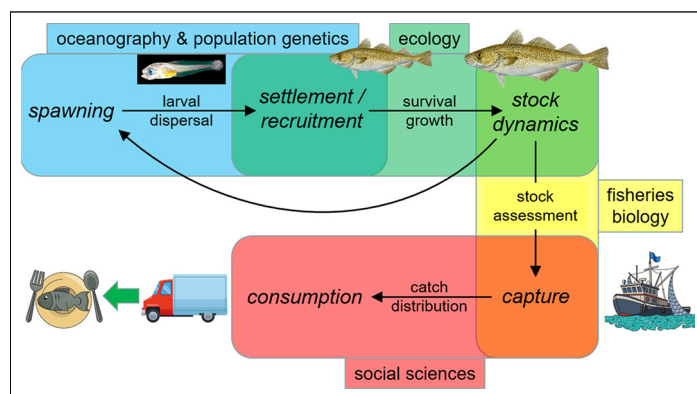 oceanography & population genetics
ecology
spawning
larval
dispersal
settlement /
recruitment
survival
growth
stock
dynamics
stock
assessment
fisheries
biology
consumption
catch
distribution
capture
social sciences